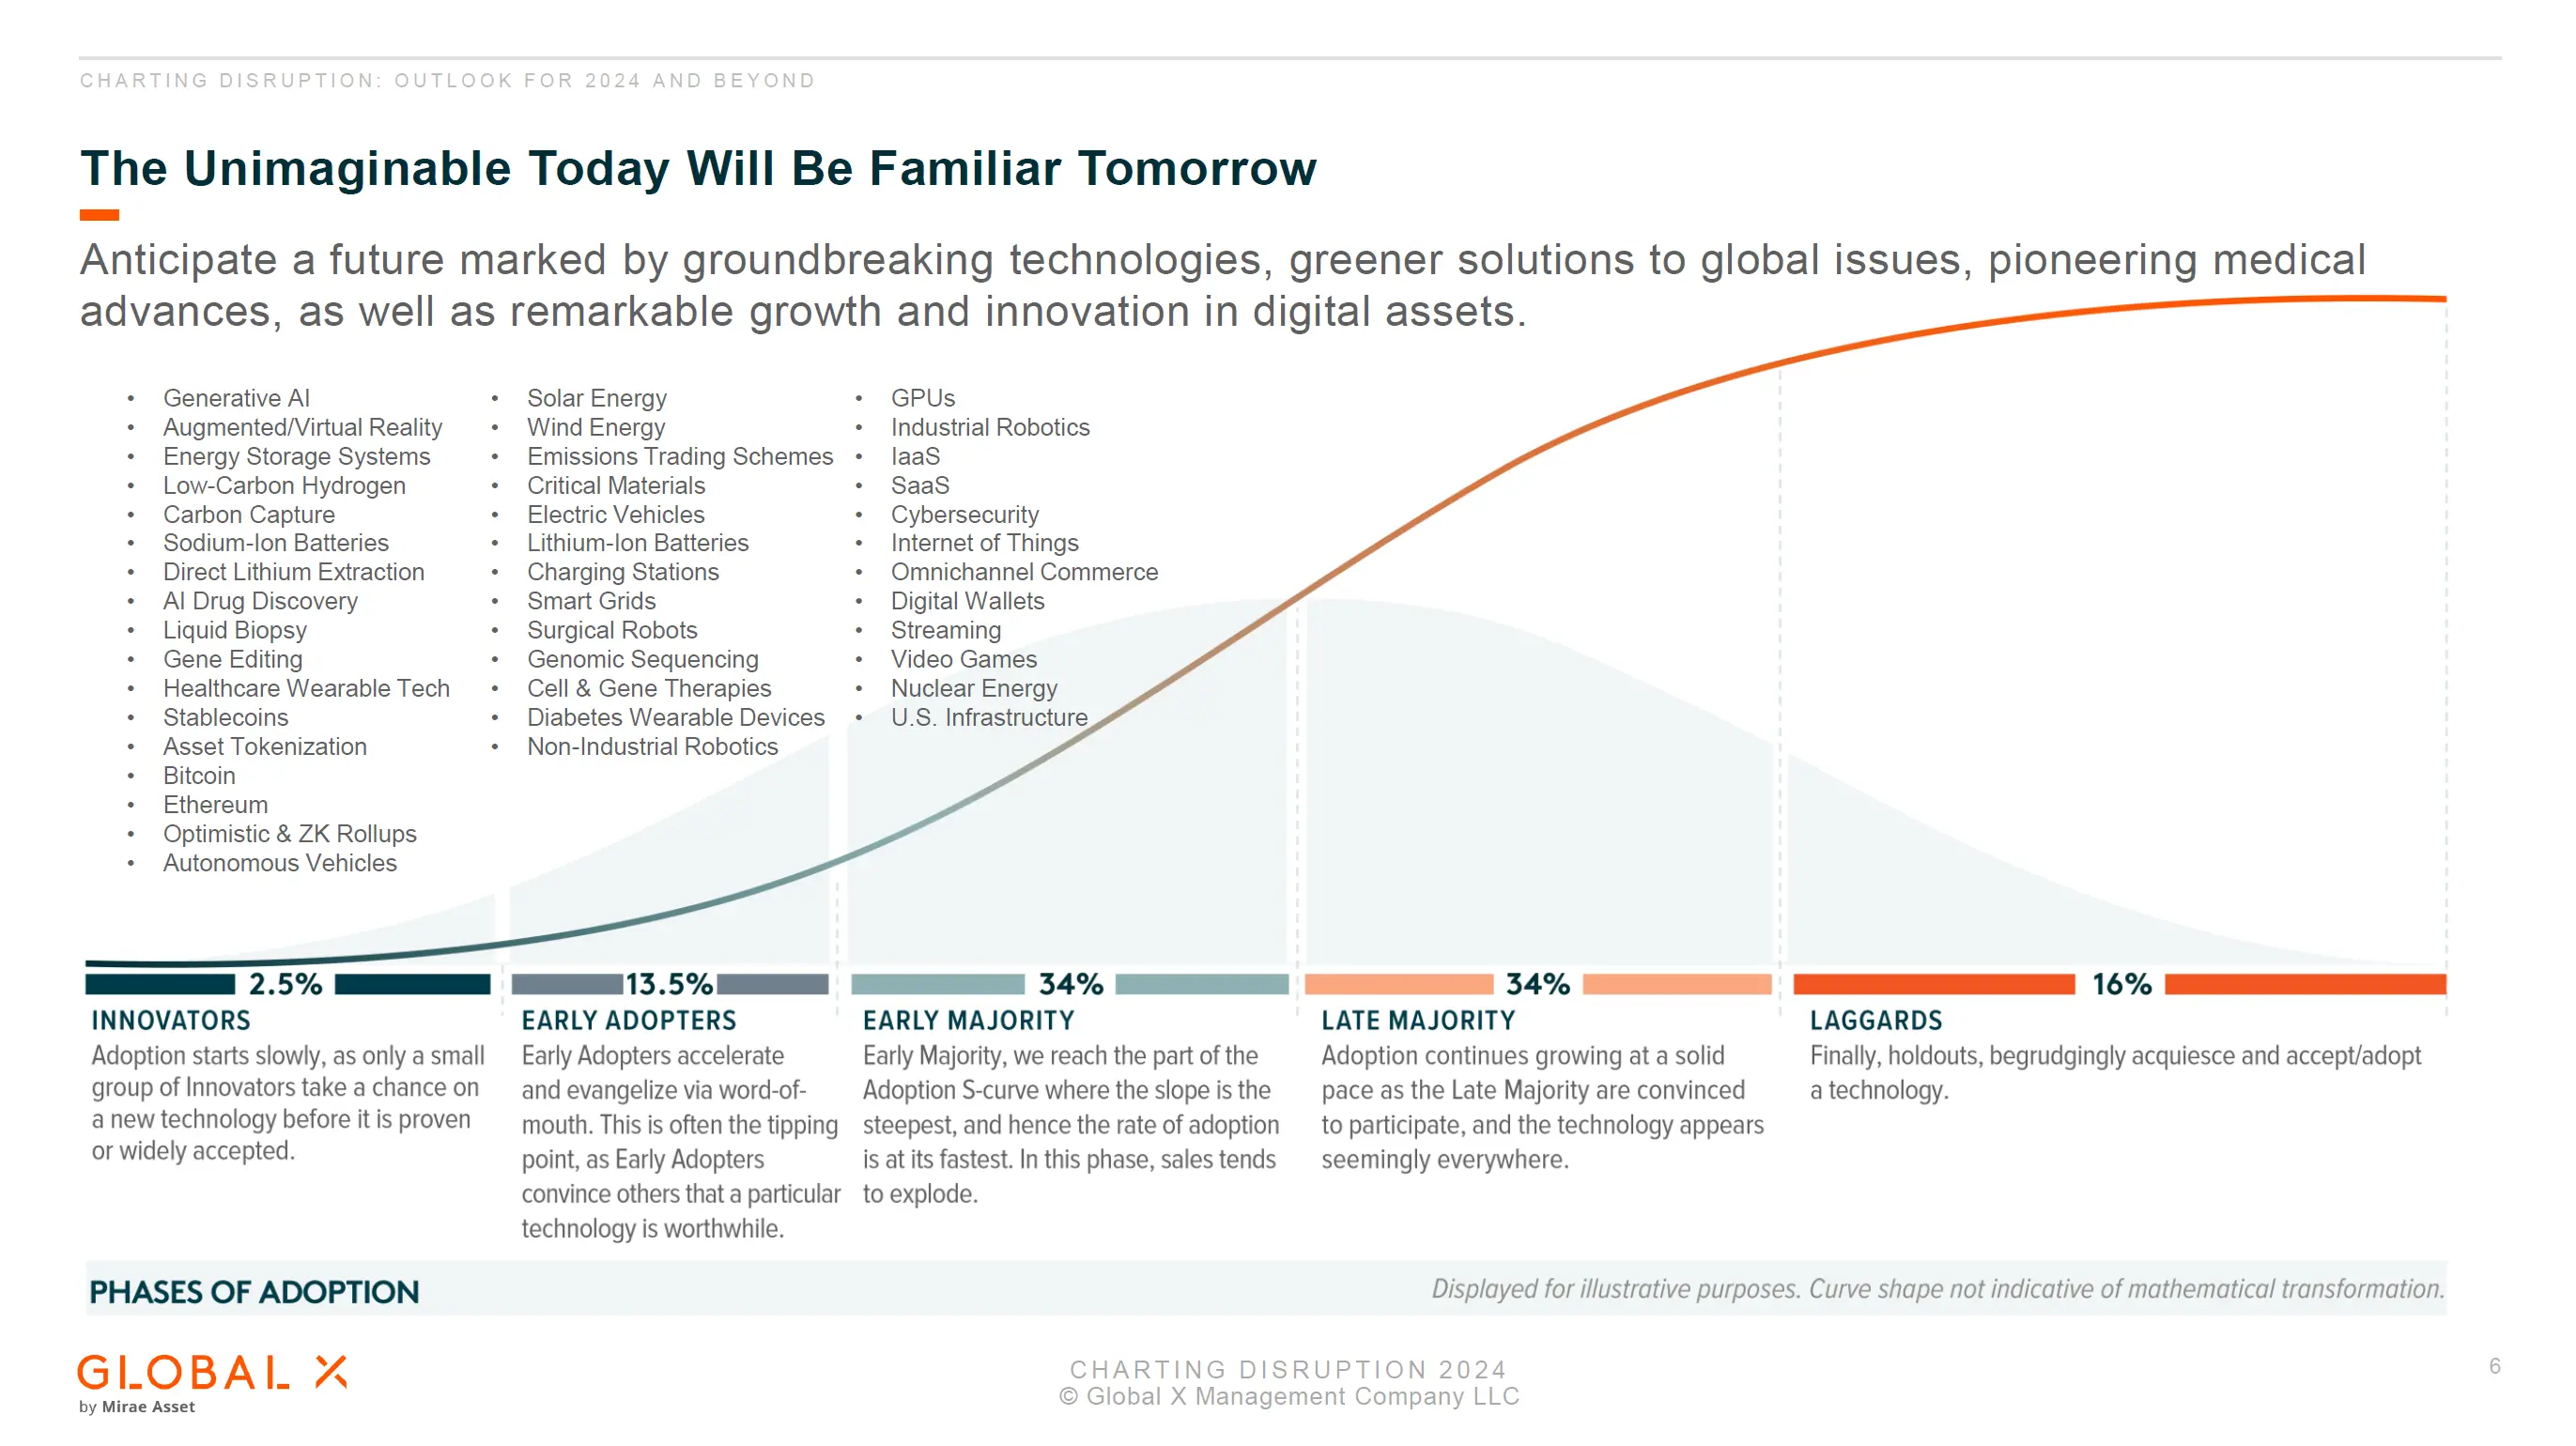 CHARTING DISRUPTION: OUTLOOK FOR 2024 AND BEYOND
The Unimaginable Today Will Be Familiar Tomorrow
Anticipate a future marked by groundbreaking technologies, greener solutions to global issues, pioneering medical
advances, as well as remarkable growth and innovation in digital assets.
• Generative AI
• Augmented/Virtual Reality
• Energy Storage Systems
• Low-Carbon Hydrogen
• Carbon Capture
• Sodium-Ion Batteries
• Direct Lithium Extraction
• AI Drug Discovery
• Liquid Biopsy
• Gene Editing
• Healthcare Wearable Tech
• Stablecoins
• Asset Tokenization
• Bitcoin
• Ethereum
• Optimistic & ZK Rollups
• Autonomous Vehicles
• Solar Energy
• Wind Energy
• Emissions Trading Schemes
• Critical Materials
• Electric Vehicles
• Lithium-Ion Batteries
• Charging Stations
• Smart Grids
• Surgical Robots
• Genomic Sequencing
• Cell & Gene Therapies
• Diabetes Wearable Devices
• Non-Industrial Robotics
• GPUs
• Industrial Robotics
• IaaS
• SaaS
• Cybersecurity
• Internet of Things
• Omnichannel Commerce
• Digital Wallets
• Streaming
• Video Games
• Nuclear Energy
• U.S. Infrastructure
2.5%
INNOVATORS
Adoption starts slowly, as only a small
group of Innovators take a chance on
a new technology before it is proven
or widely accepted.
13.5%
EARLY ADOPTERS
Early Adopters accelerate
and evangelize via word-of-
mouth. This is often the tipping
point, as Early Adopters
convince others that a particular
technology is worthwhile.
34%
EARLY MAJORITY
Early Majority, we reach the part of the
Adoption S-curve where the slope is the
steepest, and hence the rate of adoption
is at its fastest. In this phase, sales tends
to explode.
34%
LATE MAJORITY
Adoption continues growing at a solid
pace as the Late Majority are convinced
to participate, and the technology appears
seemingly everywhere.
16%
LAGGARDS
Finally, holdouts, begrudgingly acquiesce and accept/adopt
a technology.
PHASES OF ADOPTION
Displayed for illustrative purposes. Curve shape not indicative of mathematical transformation.
GLOBAL X
by Mirae Asset
CHARTING DISRUPTION 2024
© Global X Management Company LLC
6